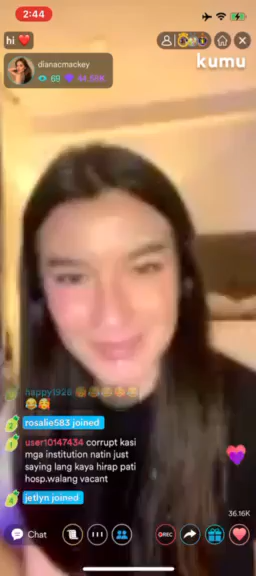 2:44
hi ❤️
kumu
dianacmackey
69 44.56K
happy1928 😂😂😂😂😂
😂🥰
rosalie583 joined
user10147434 corrupt kasi
mga institution natin just
saying lang kaya hirap pati
hosp.walang vacant
jetlyn joined
36.16K
Chat
REC